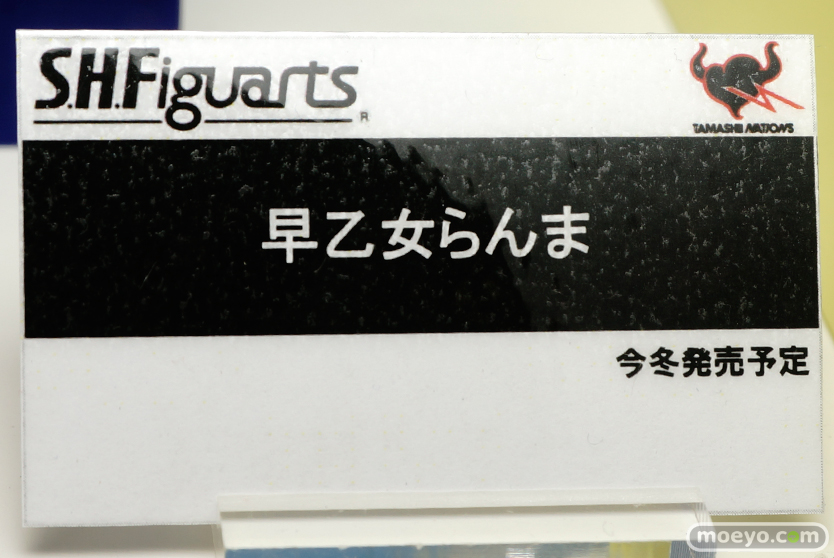 S.H.Figuarts
R
TAMASHII NATIONS
早乙女らんま
今冬発売予定
moeyo.com